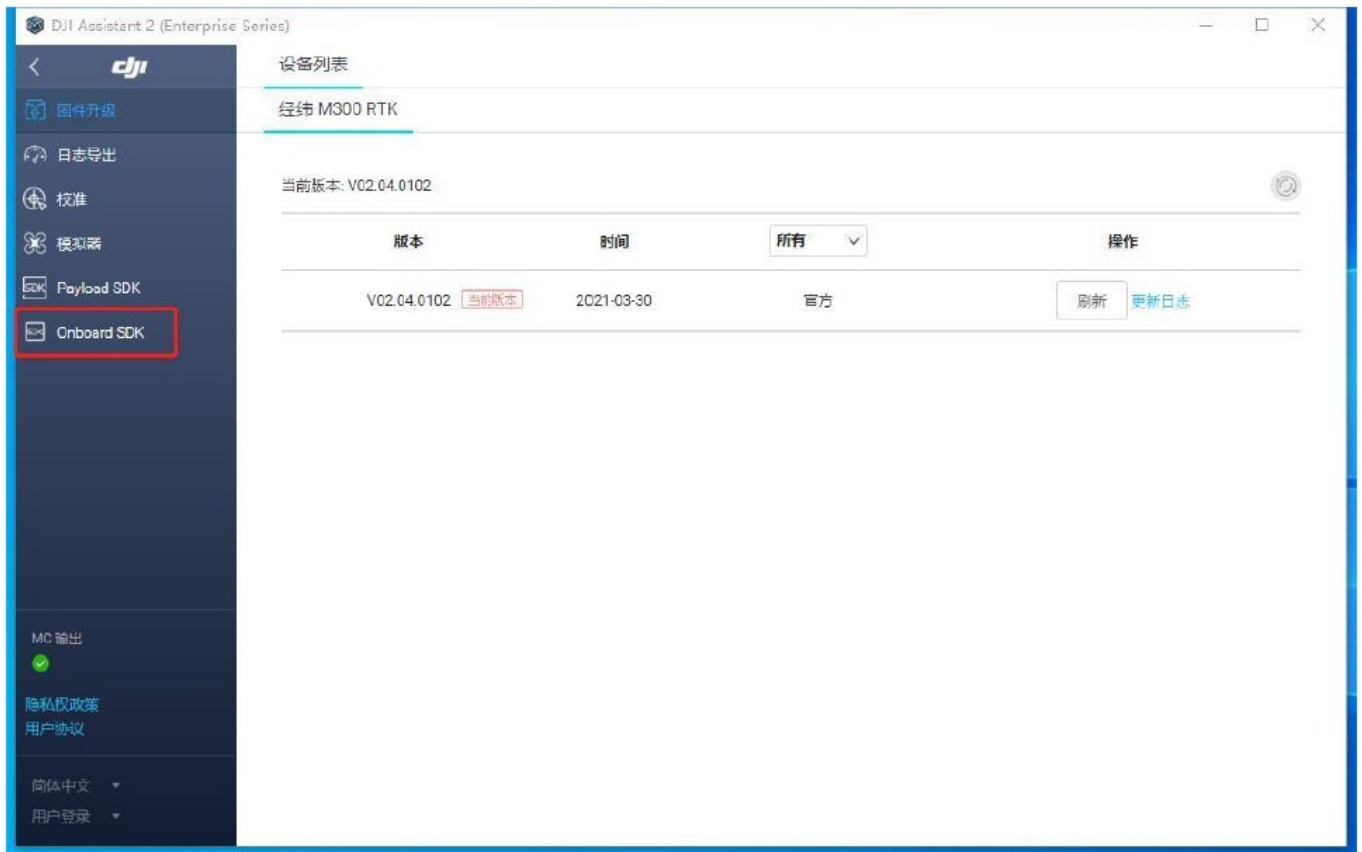 DJI Assistant 2 (Enterprise Series)
dji
设备列表
固件升级
经纬 M300 RTK
日志导出
校准
当前版本: V02.04.0102
模拟器
版本 时间 所有 操作
SDK Payload SDK
V02.04.0102 当前版本 2021-03-30 官方 刷新 更新日志
Onboard SDK
MC 输出
隐私权政策
用户协议
简体中文
用户登录